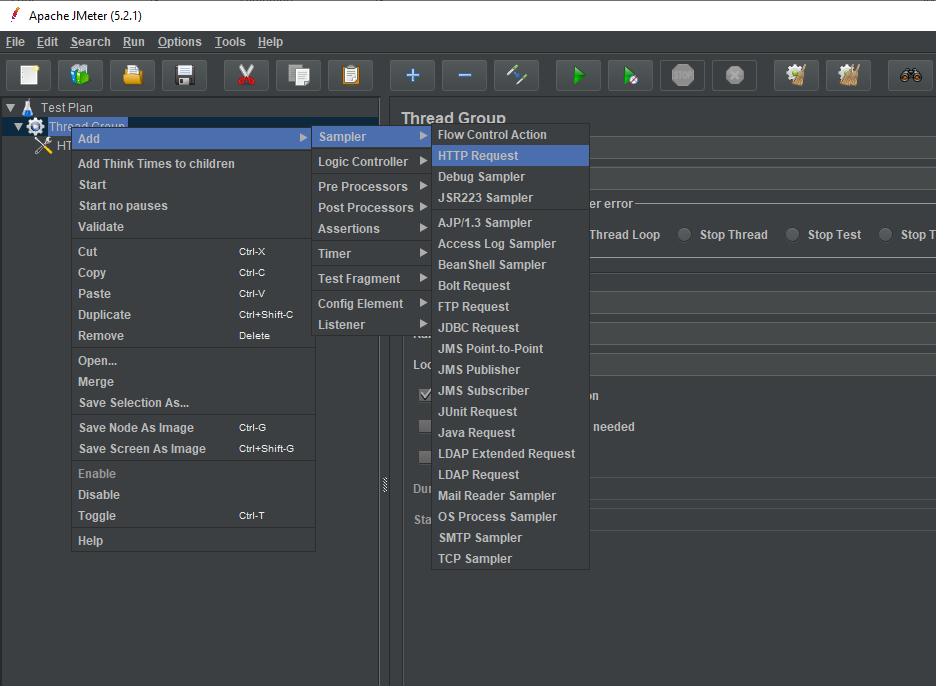 Apache JMeter (5.2.1)
File Edit Search Run Options Tools Help
STOP
Test Plan
Thread Group
HT
Add
Add Think Times to children
Start
Start no pauses
Validate
Cut Ctrl-X
Copy Ctrl-C
Paste Ctrl-V
Duplicate Ctrl+Shift-C
Remove Delete
Open...
Merge
Save Selection As...
Save Node As Image Ctrl-G
Save Screen As Image Ctrl+Shift-G
Enable
Disable
Toggle Ctrl-T
Help
Sampler
Logic Controller
Pre Processors
Post Processors
Assertions
Timer
Test Fragment
Config Element
Listener
Flow Control Action
HTTP Request
Debug Sampler
JSR223 Sampler
AJP/1.3 Sampler
Access Log Sampler
BeanShell Sampler
Bolt Request
FTP Request
JDBC Request
JMS Point-to-Point
JMS Publisher
JMS Subscriber
JUnit Request
Java Request
LDAP Extended Request
LDAP Request
Mail Reader Sampler
OS Process Sampler
SMTP Sampler
TCP Sampler
Thread Group
er error
Thread Loop Stop Thread Stop Test Stop T
Loo
on
needed
Dur
Sta